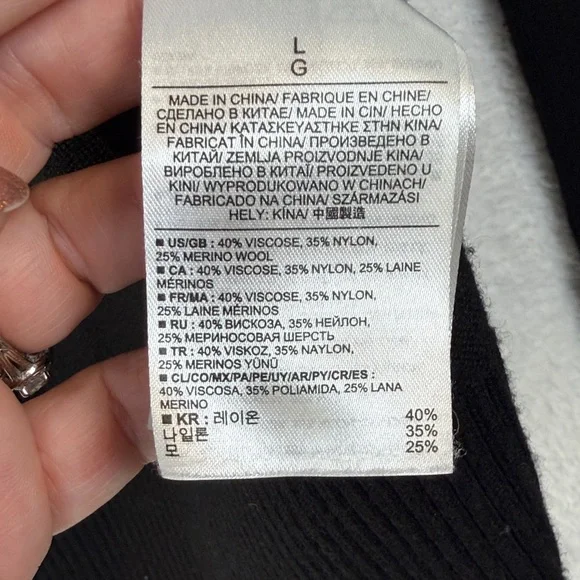 L
G
MADE IN CHINA/ FABRIQUE EN CHINE/
СДЕЛАНО В КИТАЕ/ MADE IN CIN/ HECHO
EN CHINA/ ΚΑΤΑΣΚΕΥΑΣΤΗΚΕ ΣΤΗΝ ΚΙΝΑ/
FABRICAT ÎN CHINA/ ПРОИЗВЕДЕНО В
КИТАЙ/ ZEMLJA PROIZVODNJE KINA/
ВИРОБЛЕНО В КИТАЇ/ PROIZVEDENO U
KINI/ WYPRODUKOWANO W CHINACH/
FABRICADO NA CHINA/ SZÁRMAZÁSI
HELY: KÍNA/ 中國製造
■ US/GB : 40% VISCOSE, 35% NYLON,
25% MERINO WOOL
■ CA : 40% VISCOSE, 35% NYLON, 25% LAINE
MÉRINOS
■ FR/MA : 40% VISCOSE, 35% NYLON,
25% LAINE MÉRINOS
■ RU : 40% ВИСКОЗА, 35% НЕЙЛОН,
25% МЕРИНОСОВАЯ ШЕРСТЬ
■ TR : 40% VISKOZ, 35% NAYLON,
25% MERINOS YÜNÜ
■ CL/CO/MX/PA/PE/UY/AR/PY/CR/ES :
40% VISCOSA, 35% POLIAMIDA, 25% LANA
MERINO
■ KR : 레이온 40%
나일론 35%
모 25%